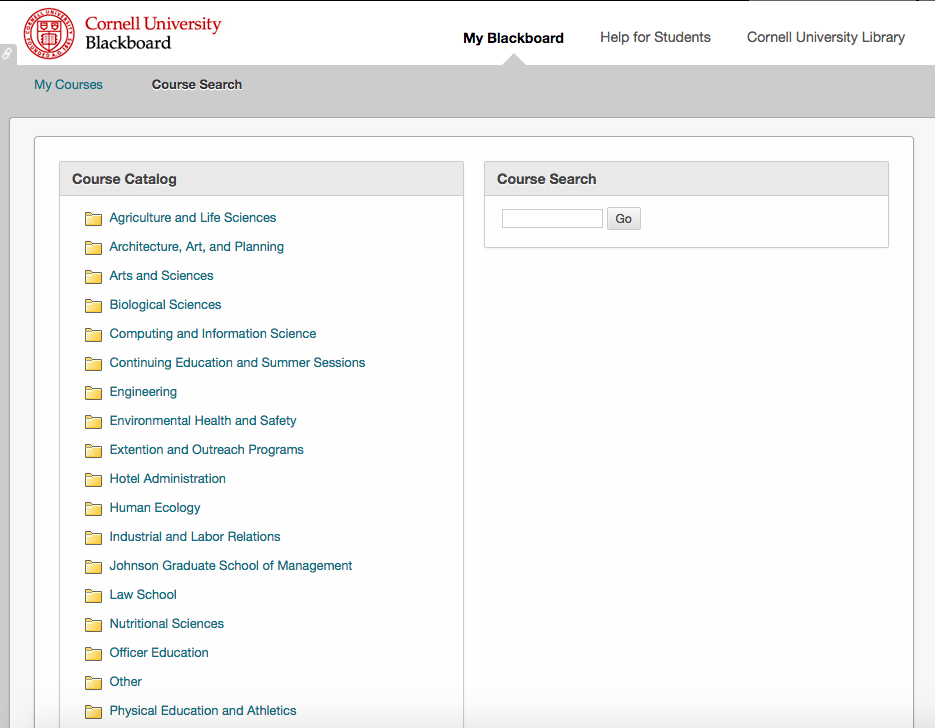 Cornell University
Blackboard
My Blackboard
Help for Students
Cornell University Library
My Courses
Course Search
Course Catalog
Agriculture and Life Sciences
Architecture, Art, and Planning
Arts and Sciences
Biological Sciences
Computing and Information Science
Continuing Education and Summer Sessions
Engineering
Environmental Health and Safety
Extention and Outreach Programs
Hotel Administration
Human Ecology
Industrial and Labor Relations
Johnson Graduate School of Management
Law School
Nutritional Sciences
Officer Education
Other
Physical Education and Athletics
Course Search
Go